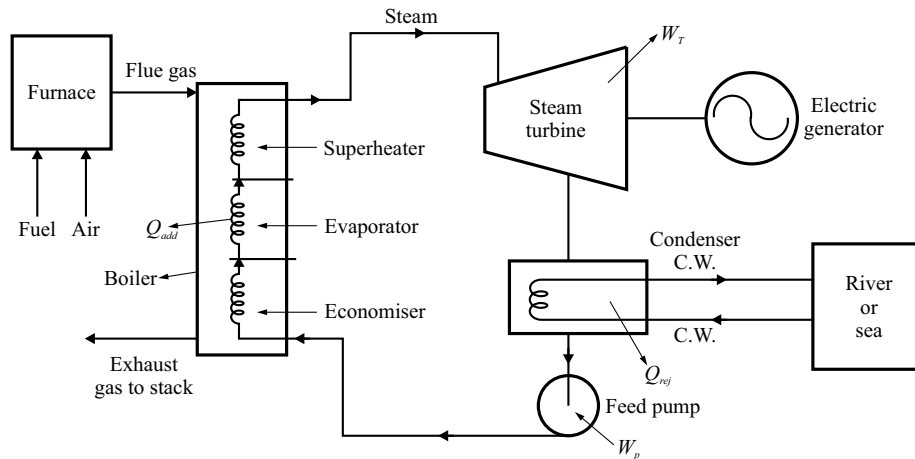 Steam
W_T
Flue gas
Furnace
Steam
turbine
Electric
generator
Superheater
Fuel
Air
Q_add
Evaporator
Condenser
C.W.
Boiler
River
or
sea
Economiser
C.W.
Exhaust
gas to stack
Q_rej
Feed pump
W_p